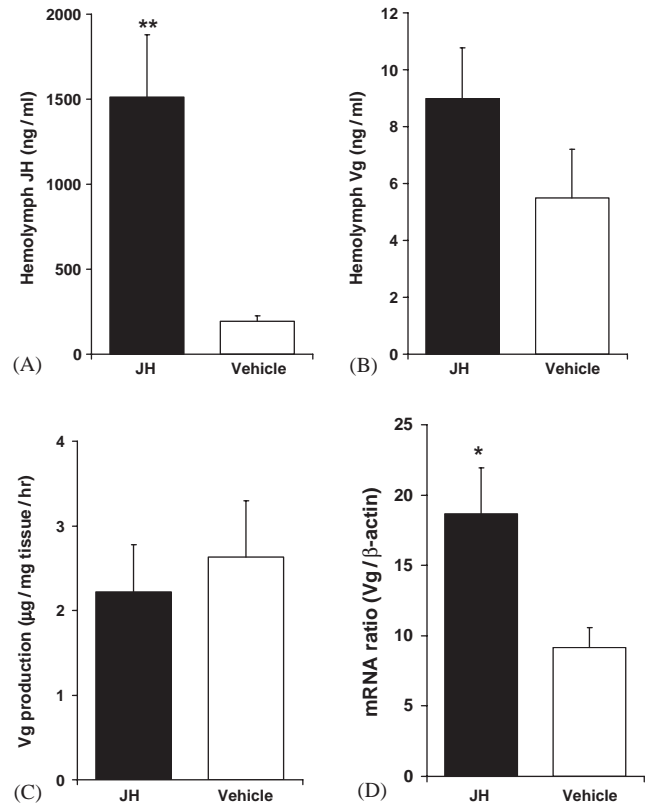 **
2000
1500
1000
500
0
Hemolymph JH (ng / ml)
JH
Vehicle
(A)
12
10
8
6
4
2
0
Hemolymph Vg (ng / ml)
JH
Vehicle
(B)
4
3
2
1
0
Vg production (µg / mg tissue / hr)
JH
Vehicle
(C)
*
25
20
15
10
5
0
mRNA ratio (Vg / β-actin)
JH
Vehicle
(D)